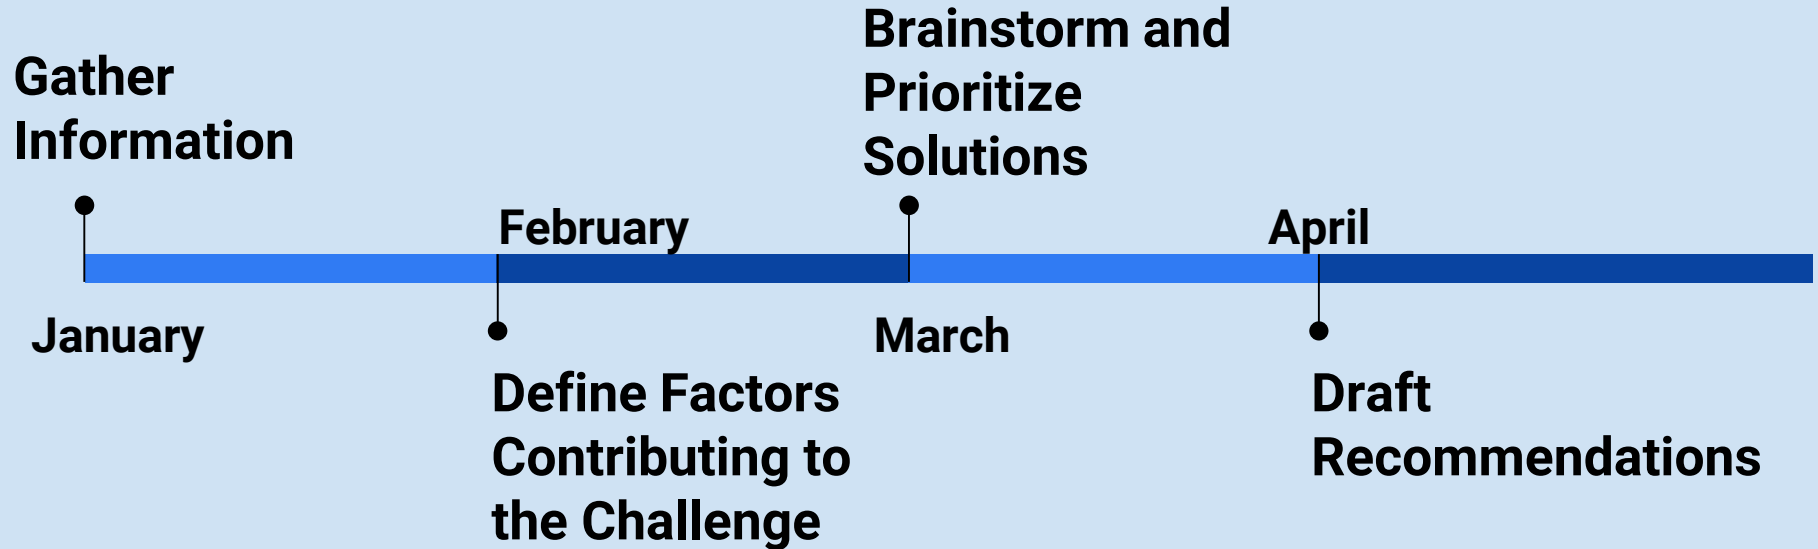 Gather
Information
January
February
Define Factors
Contributing to
the Challenge
Brainstorm and
Prioritize
Solutions
March
April
Draft
Recommendations